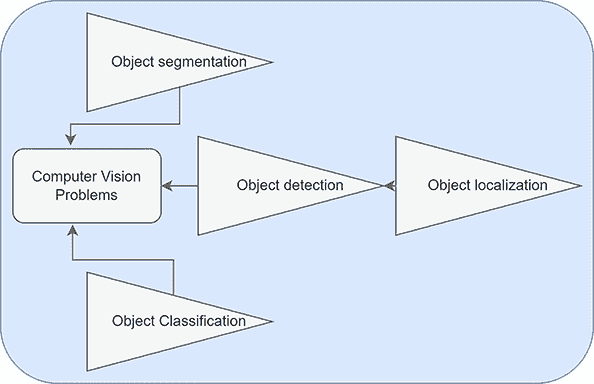 Object segmentation
Computer Vision
Problems
Object detection
Object localization
Object Classification